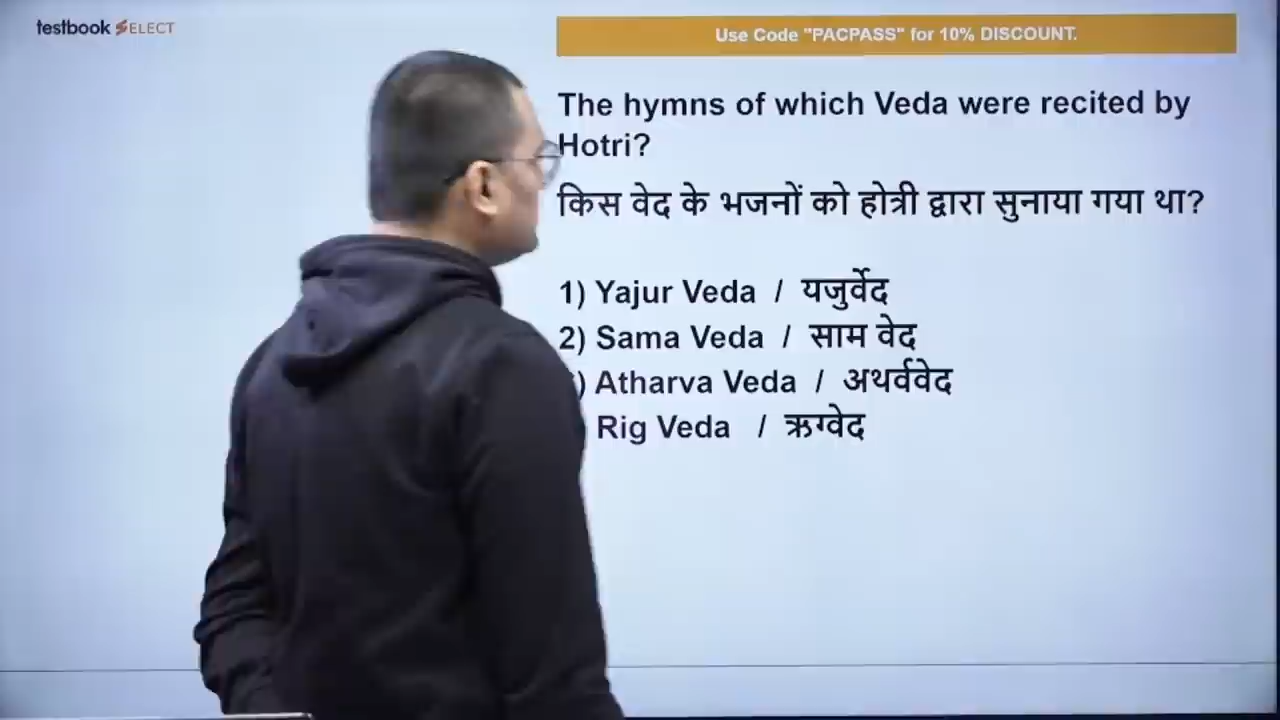 testbook SELECT
Use Code "PACPASS" for 10% DISCOUNT.
The hymns of which Veda were recited by
Hotri?
किस वेद के भजनों को होत्री द्वारा सुनाया गया था?
1) Yajur Veda / यजुर्वेद
2) Sama Veda / साम वेद
) Atharva Veda / अथर्ववेद
Rig Veda / ऋग्वेद